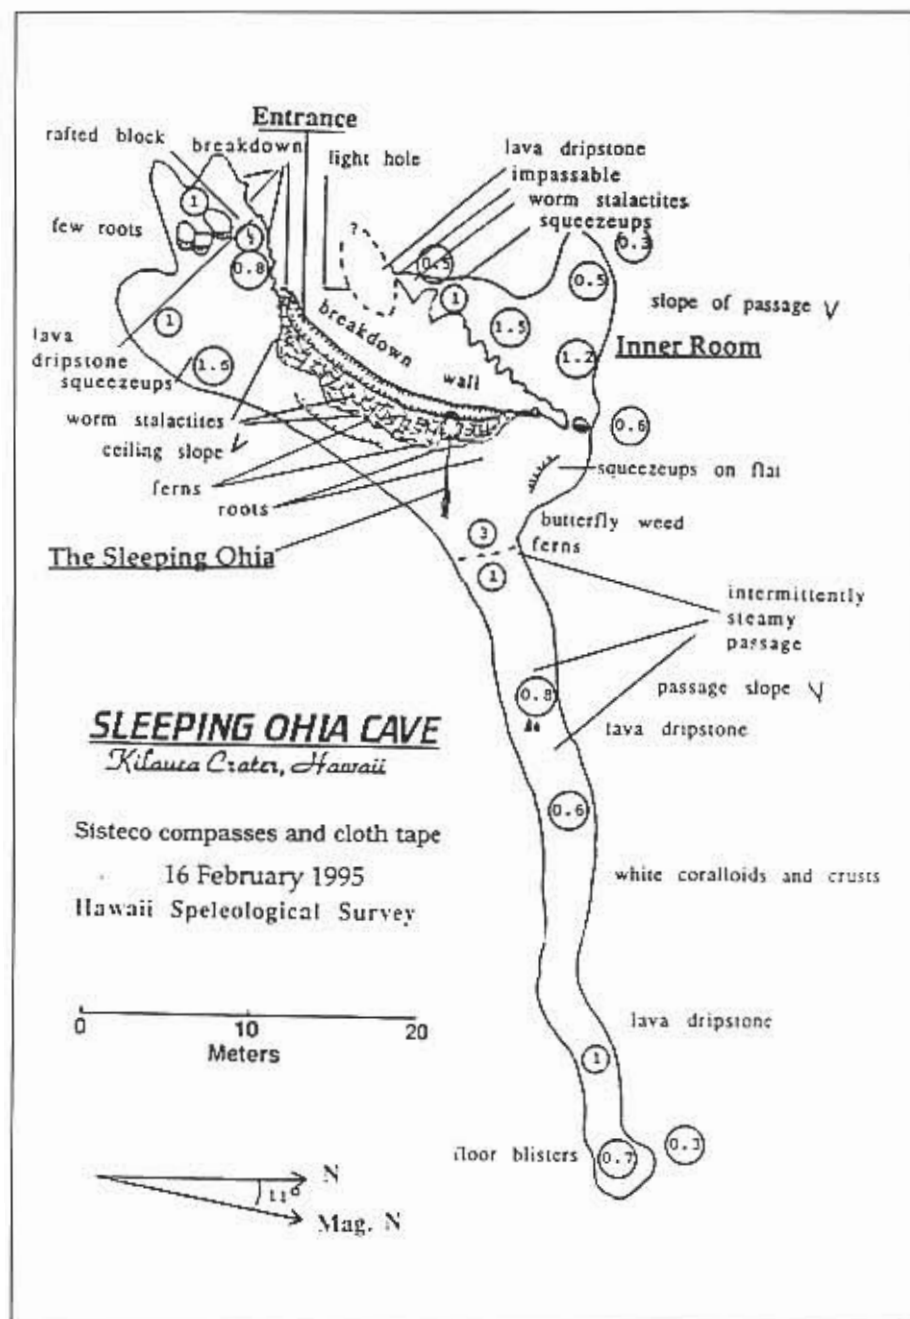 Entrance
rafted block
breakdown
light hole
lava dripstone
impassable
worm stalactites
squeezeups
few roots
1
0.8
0.5
0.3
0.5
1
1.5
slope of passage
breakdown
1
1.2
Inner Room
lava
dripstone
1.6
squeezeups
wall
worm stalactites
0.6
ceiling slope
squeezeups on flat
ferns
roots
3
butterfly weed
ferns
The Sleeping Ohia
1
intermittently
steamy
passage
0.8
passage slope
lava dripstone
SLEEPING OHIA CAVE
Kilauea Crater, Hawaii
0.6
Sisteco compasses and cloth tape
16 February 1995
Hawaii Speleological Survey
white coralloids and crusts
0 10 20
Meters
lava dripstone
1
floor blisters
0.7
0.3
N
11°
Mag. N